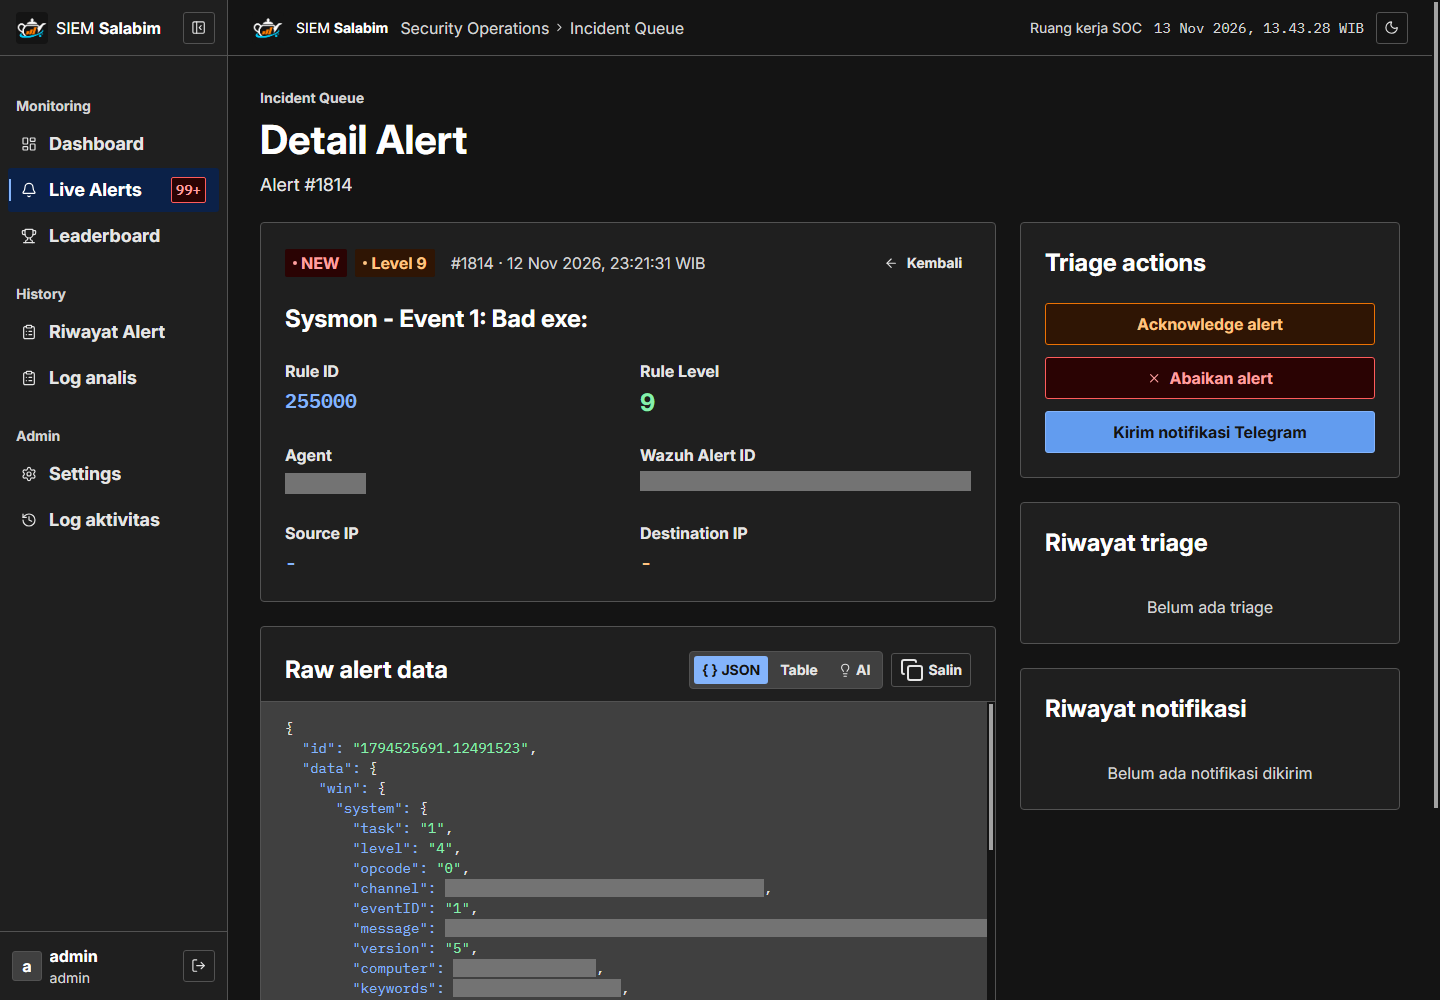 SIEM Salabim
Monitoring
Dashboard
Live Alerts 99+
Leaderboard
History
Riwayat Alert
Log analis
Admin
Settings
Log aktivitas
a
admin
admin
SIEM Salabim Security Operations › Incident Queue
Ruang kerja SOC 13 Nov 2026, 13.43.28 WIB
Incident Queue
Detail Alert
Alert #1814
• NEW • Level 9 #1814 · 12 Nov 2026, 23:21:31 WIB
← Kembali
Sysmon - Event 1: Bad exe:
Rule ID
255000
Rule Level
9
Agent
Wazuh Alert ID
Source IP
-
Destination IP
-
Raw alert data
{ } JSON Table AI Salin
{
"id": "1794525691.12491523",
"data": {
"win": {
"system": {
"task": "1",
"level": "4",
"opcode": "0",
"channel": ,
"eventID": "1",
"message":
"version": "5",
"computer": ,
"keywords": ,
Triage actions
Acknowledge alert
× Abaikan alert
Kirim notifikasi Telegram
Riwayat triage
Belum ada triage
Riwayat notifikasi
Belum ada notifikasi dikirim